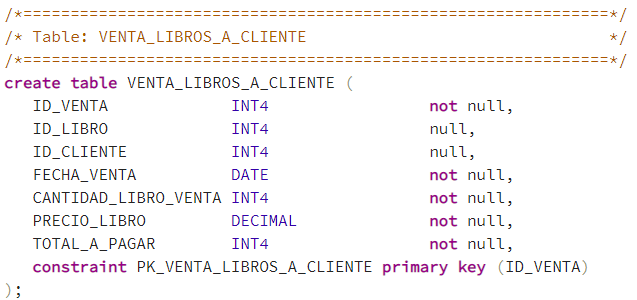 /*==============================================================*/
/* Table: VENTA_LIBROS_A_CLIENTE                                */
/*==============================================================*/
create table VENTA_LIBROS_A_CLIENTE (
   ID_VENTA             INT4                 not null,
   ID_LIBRO             INT4                 null,
   ID_CLIENTE           INT4                 null,
   FECHA_VENTA          DATE                 not null,
   CANTIDAD_LIBRO_VENTA INT4                 not null,
   PRECIO_LIBRO         DECIMAL              not null,
   TOTAL_A_PAGAR        INT4                 not null,
   constraint PK_VENTA_LIBROS_A_CLIENTE primary key (ID_VENTA)
);